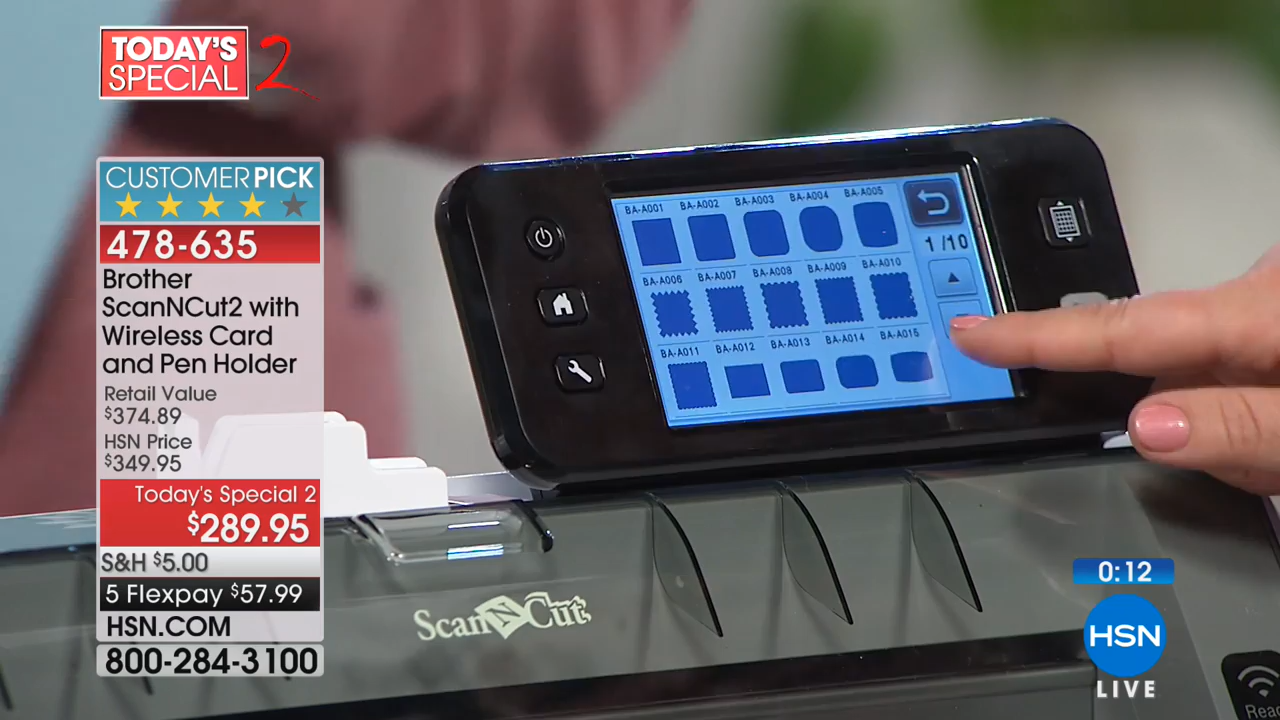 TODAY'S
SPECIAL 2
CUSTOMER PICK
478-635
Brother
ScanNCut2 with
Wireless Card
and Pen Holder
Retail Value
$374.89
HSN Price
$349.95
Today's Special 2
$289.95
S&H $5.00
5 Flexpay $57.99
HSN.COM
800-284-3100
BA-A001 BA-A002 BA-A003 BA-A004 BA-A005
1 /10
BA-A006 BA-A007 BA-A008 BA-A009 BA-A010
BA-A011 BA-A012 BA-A013 BA-A014 BA-A015
ScanNCut
0:12
HSN
LIVE